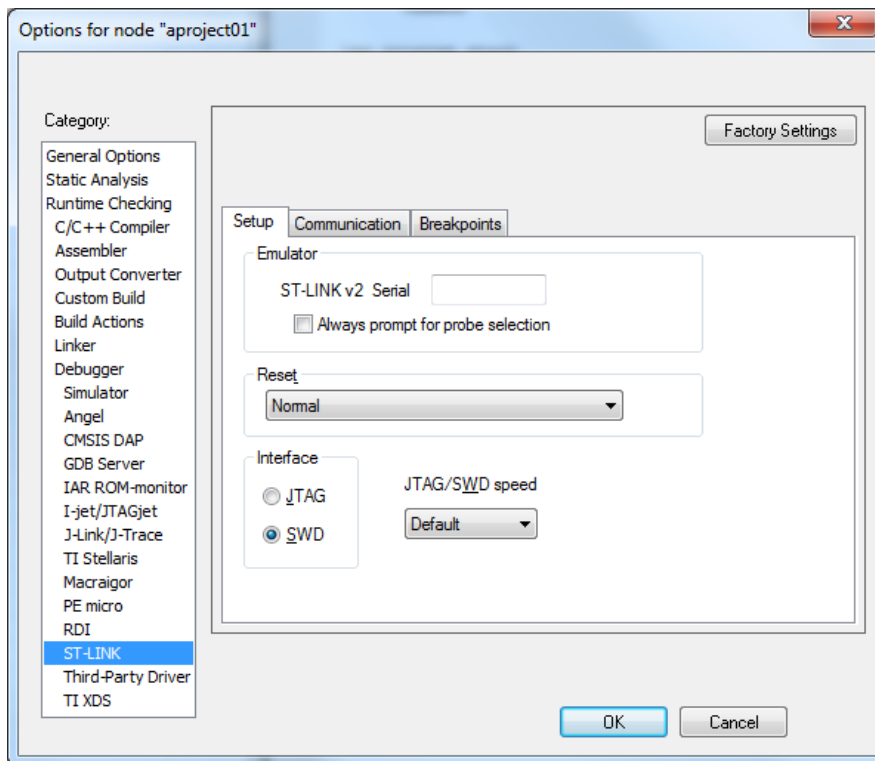 Options for node "aproject01"
Category:
General Options
Static Analysis
Runtime Checking
C/C++ Compiler
Assembler
Output Converter
Custom Build
Build Actions
Linker
Debugger
Simulator
Angel
CMSIS DAP
GDB Server
IAR ROM-monitor
I-jet/JTAGjet
J-Link/J-Trace
TI Stellaris
Macraigor
PE micro
RDI
ST-LINK
Third-Party Driver
TI XDS
Factory Settings
Setup Communication Breakpoints
Emulator
ST-LINK v2 Serial
Always prompt for probe selection
Reset
Normal
Interface
JTAG
SWD
JTAG/SWD speed
Default
OK Cancel